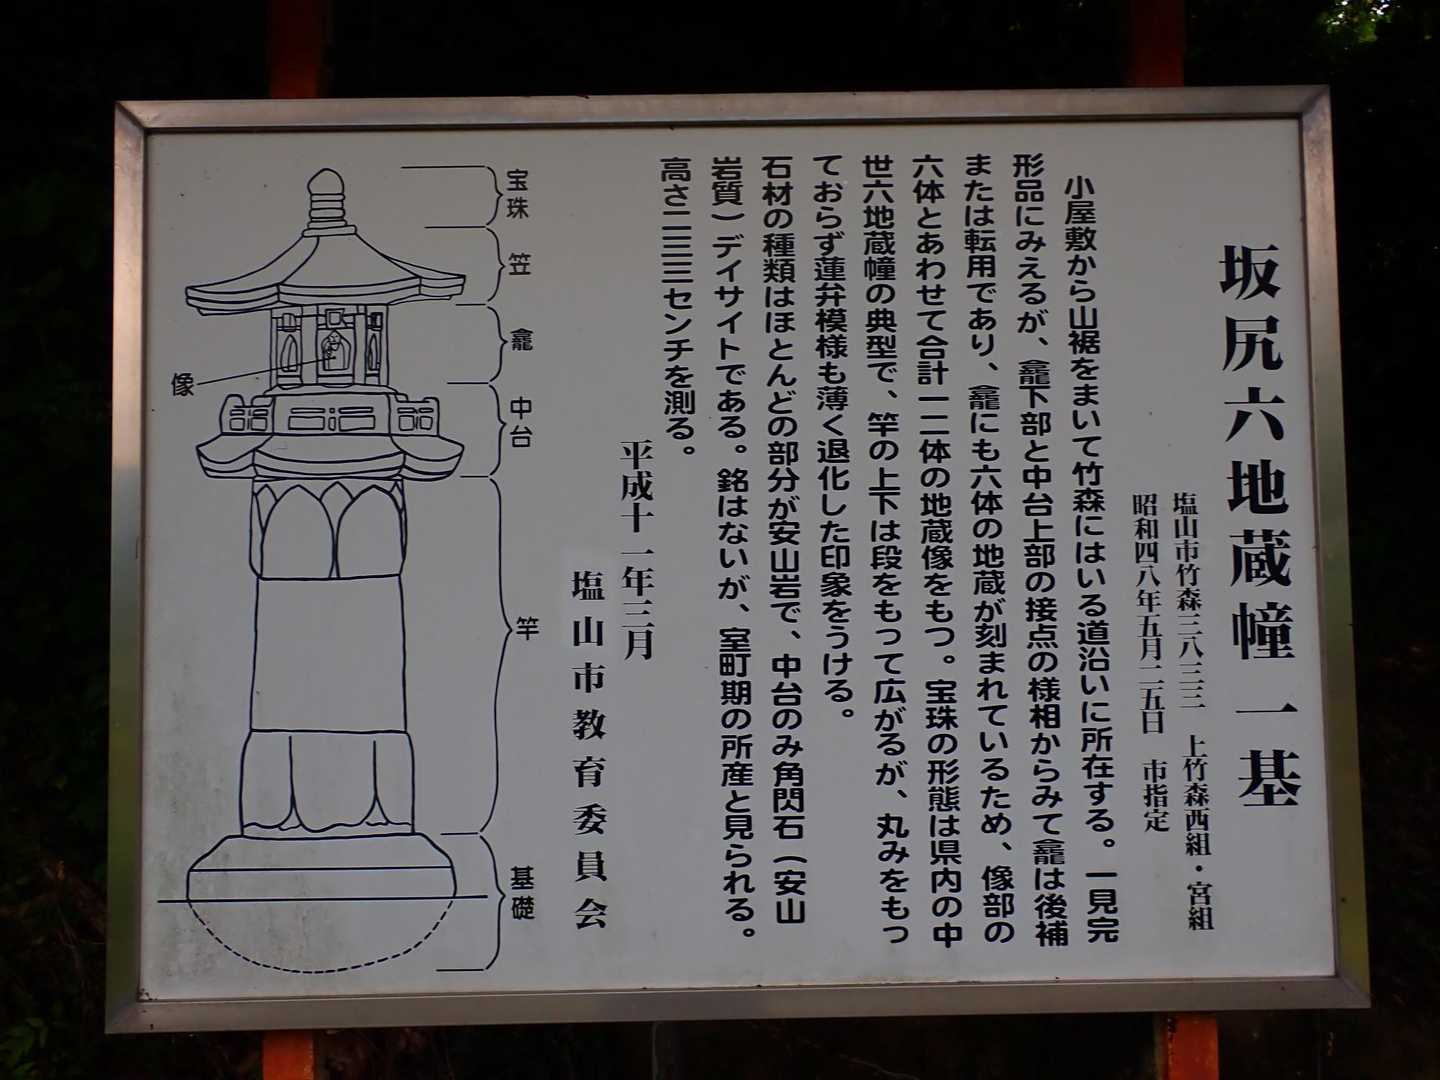 坂尻六地蔵幢一基
塩山市竹森三八三三　上竹森西組・宮組
昭和四八年五月二五日　市指定
小屋敷から山裾をまいて竹森にはいる道沿いに所在する。一見完
形品にみえるが、龕下部と中台上部の接点の様相からみて龕は後補
または転用であり、龕にも六体の地蔵が刻まれているため、像部の
六体とあわせて合計一二体の地蔵像をもつ。宝珠の形態は県内の中
世六地蔵幢の典型で、竿の上下は段をもって広がるが、丸みをもっ
ておらず蓮弁模様も薄く退化した印象をうける。
石材の種類はほとんどの部分が安山岩で、中台のみ角閃石（安山
岩質）デイサイトである。銘はないが、室町期の所産と見られる。
高さ二三三センチを測る。
平成十一年三月
塩山市教育委員会
宝珠
笠
龕
像
中台
竿
基礎